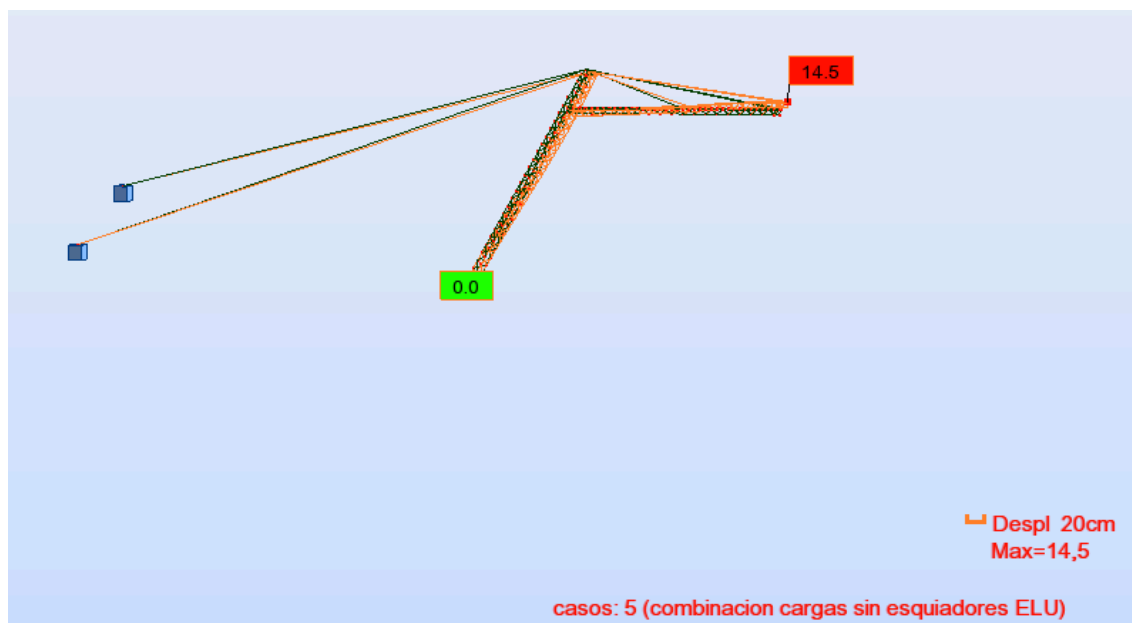 14.5
0.0
Despl 20cm
Max=14,5
casos: 5 (combinacion cargas sin esquiadores ELU)